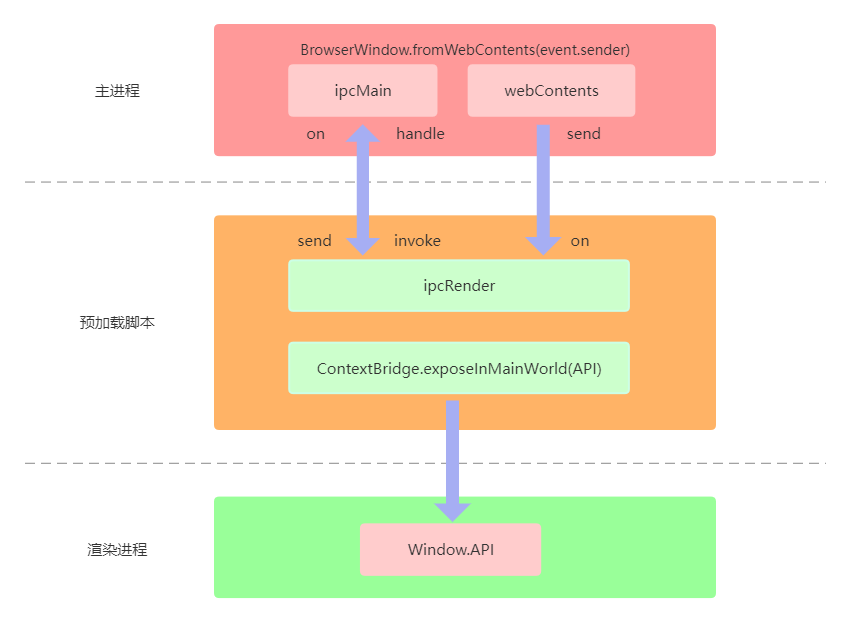 BrowserWindow.fromWebContents(event.sender)
主进程
ipcMain
webContents
on
handle
send
send
invoke
on
ipcRender
预加载脚本
ContextBridge.exposeInMainWorld(API)
渲染进程
Window.API